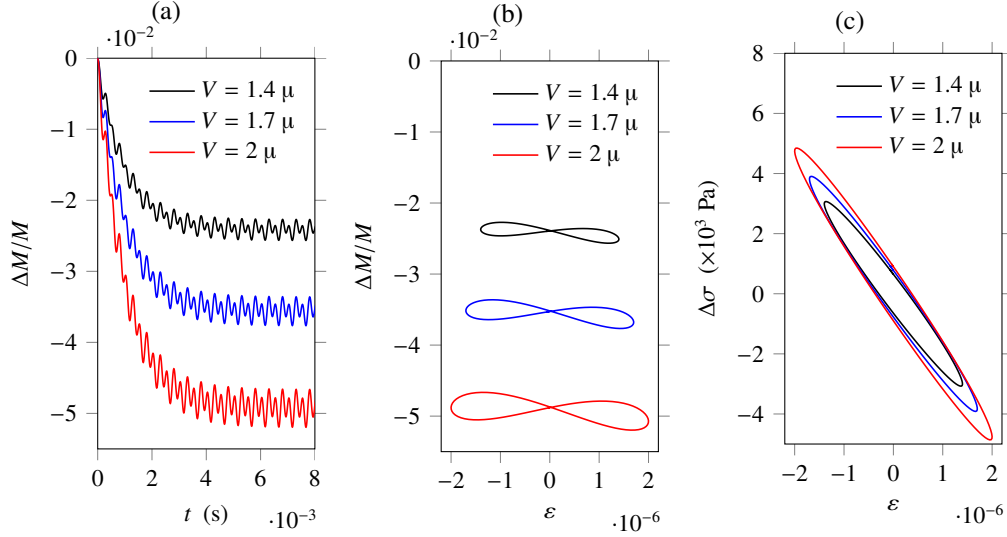 (a)
·10⁻²
0
−1
−2
−3
−4
−5
ΔM/M
V = 1.4 μ
V = 1.7 μ
V = 2 μ
0 2 4 6 8
t (s)
·10⁻³
(b)
·10⁻²
0
−1
−2
−3
−4
−5
ΔM/M
V = 1.4 μ
V = 1.7 μ
V = 2 μ
−2 −1 0 1 2
ε
·10⁻⁶
(c)
8
6
4
2
0
−2
−4
Δσ (×10³ Pa)
V = 1.4 μ
V = 1.7 μ
V = 2 μ
−2 −1 0 1 2
ε
·10⁻⁶